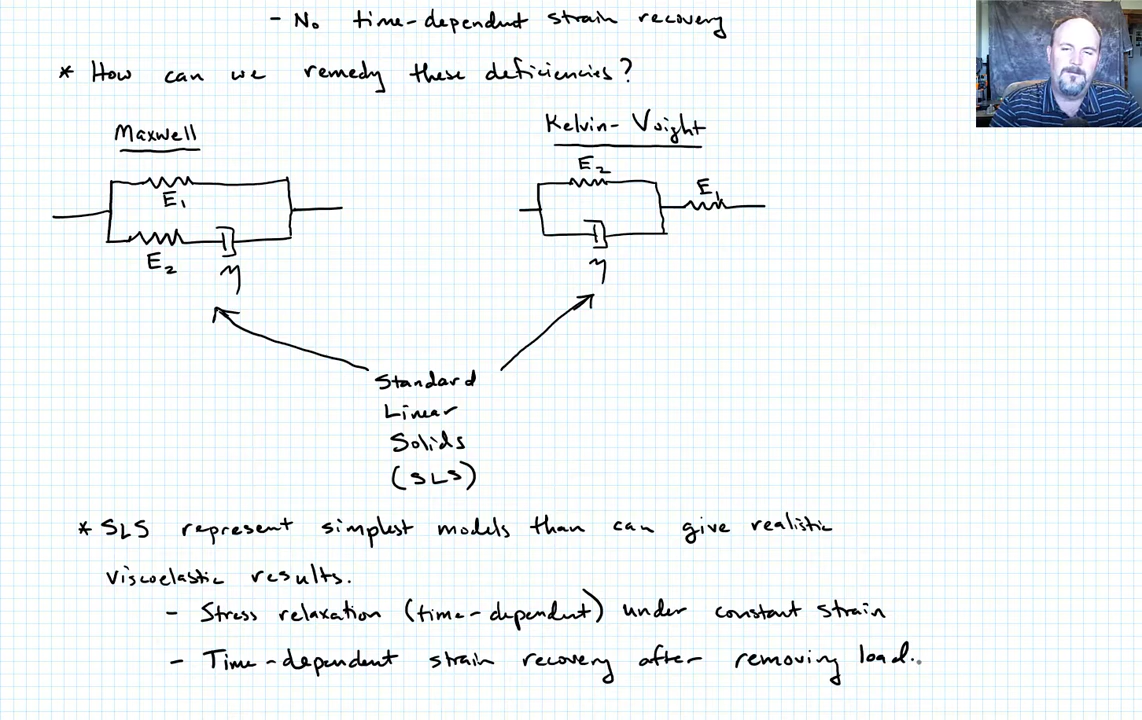 - No time-dependent strain recovery
* How can we remedy these deficiencies?
Maxwell
Kelvin-Voight
E₁
E₂
η
E₂
E₁
η
Standard
Linear
Solids
(SLS)
* SLS represent simplest models than can give realistic
viscoelastic results.
- Stress relaxation (time-dependent) under constant strain
- Time-dependent strain recovery after removing load.